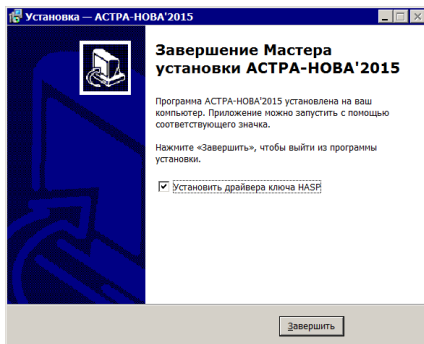 Установка — АСТРА-НОВА'2015
Завершение Мастера
установки АСТРА-НОВА'2015
Программа АСТРА-НОВА'2015 установлена на ваш
компьютер. Приложение можно запустить с помощью
соответствующего значка.
Нажмите «Завершить», чтобы выйти из программы
установки.
Установить драйвера ключа HASP
Завершить